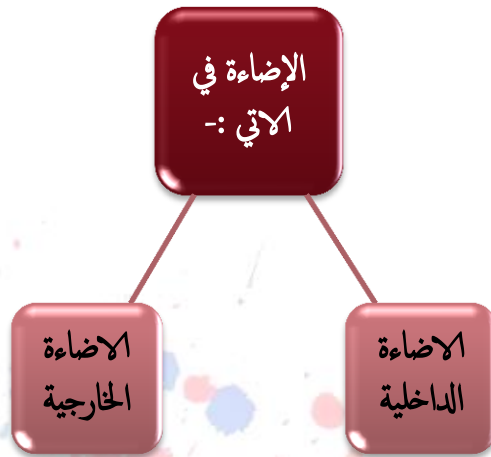 الإضاءة في
الاتي :-
الاضاءة
الداخلية
الاضاءة
الخارجية